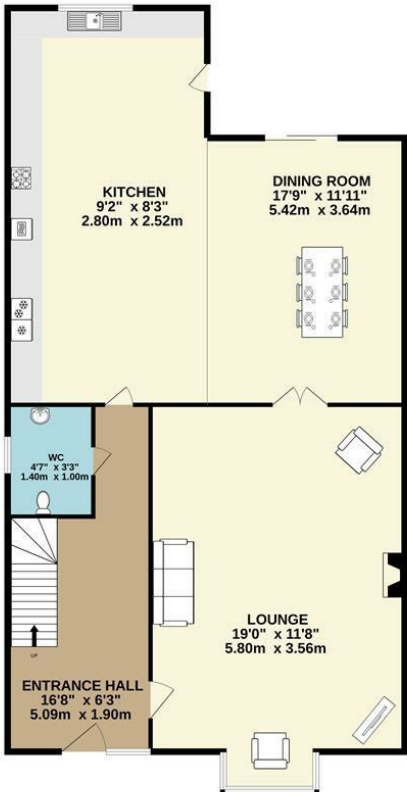 KITCHEN
9'2" x 8'3"
2.80m x 2.52m
DINING ROOM
17'9" x 11'11"
5.42m x 3.64m
WC
4'7" x 3'3"
1.40m x 1.00m
UP
LOUNGE
19'0" x 11'8"
5.80m x 3.56m
ENTRANCE HALL
16'8" x 6'3"
5.09m x 1.90m